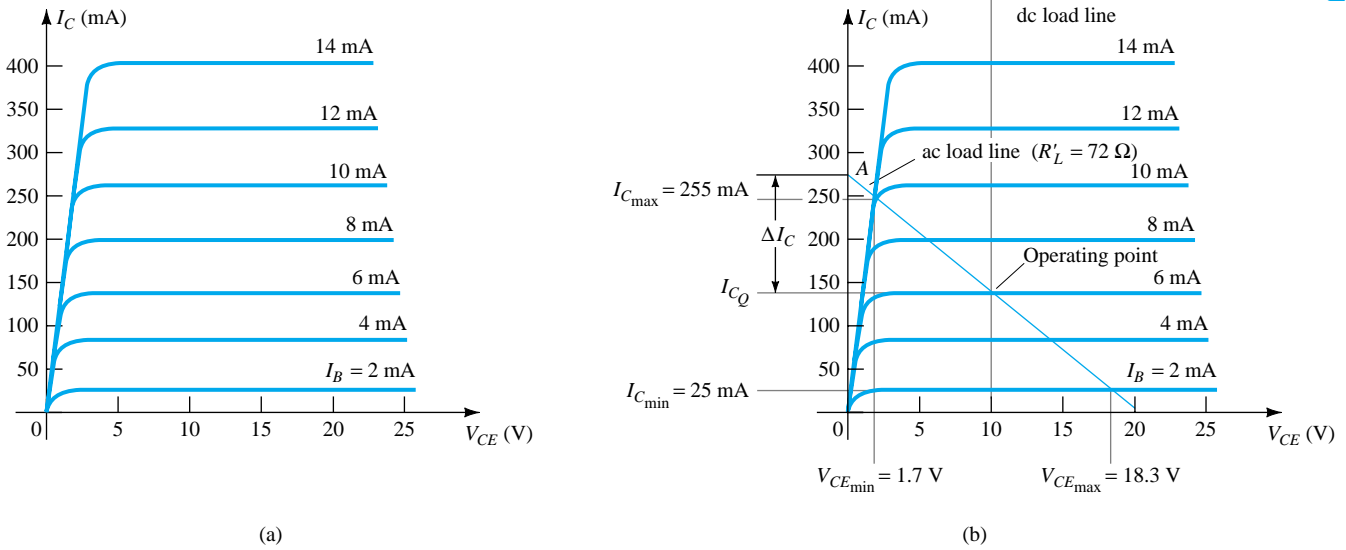 I_C (mA)
14 mA
400
350
12 mA
300
10 mA
250
8 mA
200
150
6 mA
100
4 mA
50
I_B = 2 mA
0
5
10
15
20
25
V_CE (V)
(a)
I_C (mA)
dc load line
14 mA
400
350
12 mA
300
ac load line (R'_L = 72 Ω)
A
10 mA
I_Cmax = 255 mA
250
8 mA
200
ΔI_C
Operating point
150
6 mA
I_CQ
100
4 mA
50
I_B = 2 mA
I_Cmin = 25 mA
0
5
10
15
20
25
V_CE (V)
V_CEmin = 1.7 V
V_CEmax = 18.3 V
(b)